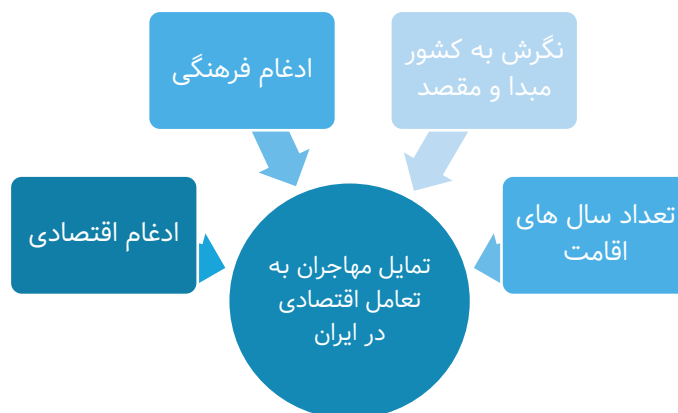 نگرش به کشور
مبدا و مقصد
ادغام فرهنگی
تعداد سال های
اقامت
ادغام اقتصادی
تمایل مهاجران به
تعامل اقتصادی
در ایران